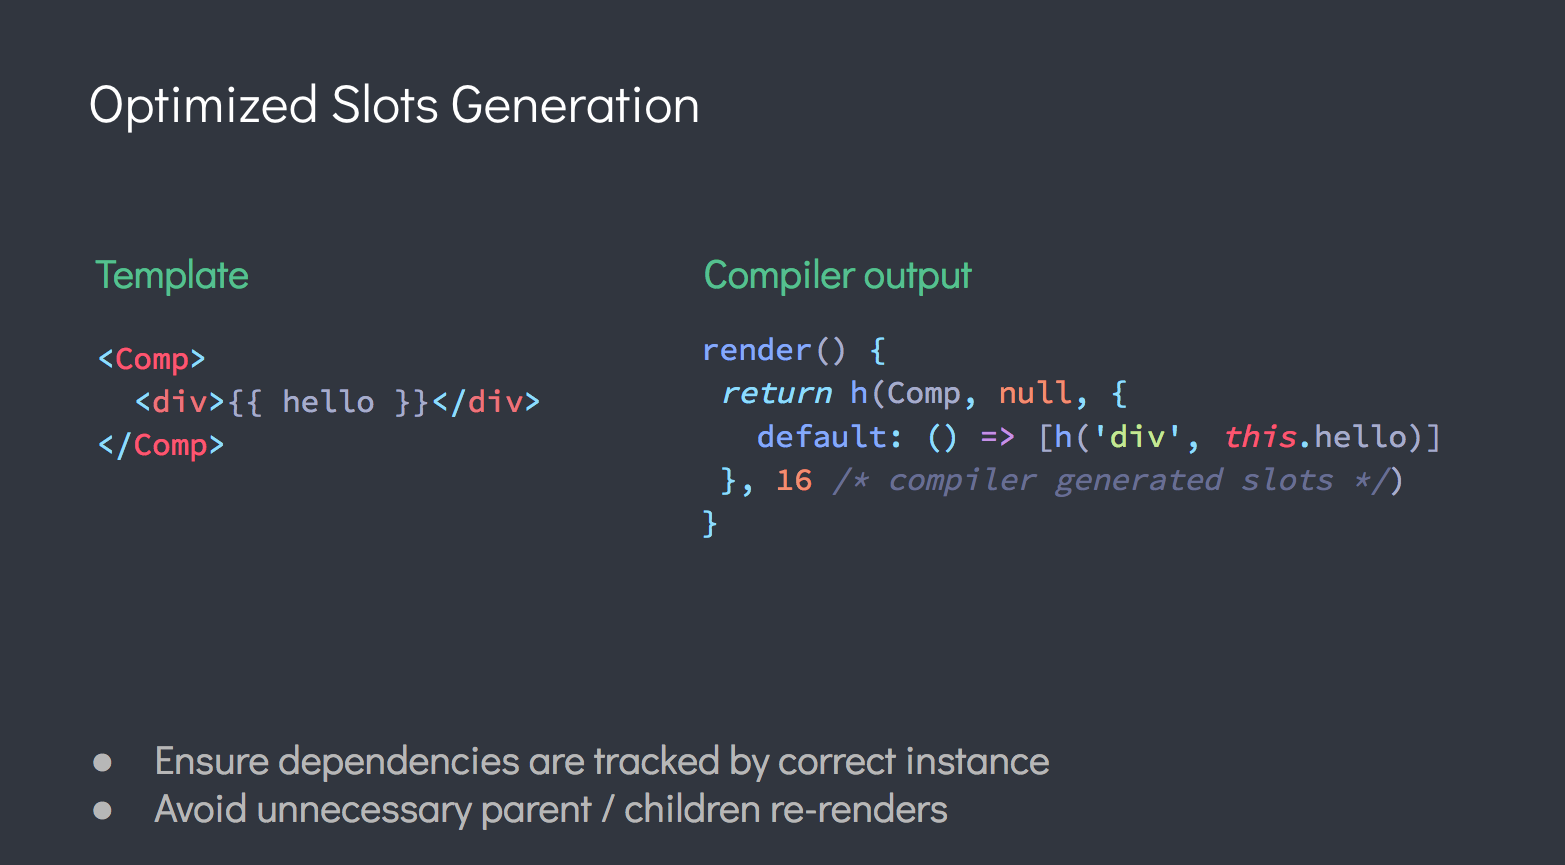 Optimized Slots Generation
Template
<Comp>
  <div>{{ hello }}</div>
</Comp>
Compiler output
render() {
 return h(Comp, null, {
   default: () => [h('div', this.hello)]
 }, 16 /* compiler generated slots */)
}
● Ensure dependencies are tracked by correct instance
● Avoid unnecessary parent / children re-renders